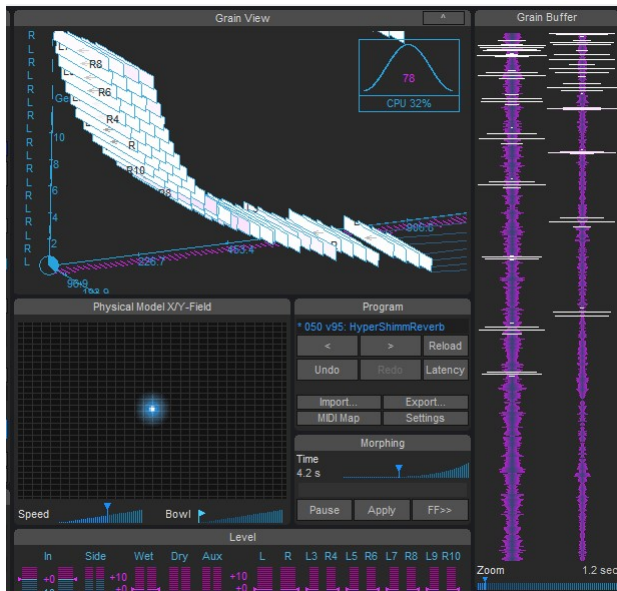 Grain View
^
Grain Buffer
R
L
R
L
R
L
R
L
R
L
R
L
R
L
R
L
R
L
R8
R6
R4
R
R10
10
8
6
4
2
78
CPU 32%
906.6
453.4
226.7
90.9
Physical Model X/Y-Field
Speed
Bowl
Program
* 050 v95: HyperShimmReverb
< > Reload
Undo Redo Latency
Import... Export...
MIDI Map Settings
Morphing
Time
4.2 s
Pause Apply FF>>
Level
In Side Wet Dry Aux L R L3 R4 L5 R6 L7 R8 L9 R10
+0 +10 +10
Zoom 1.2 sec